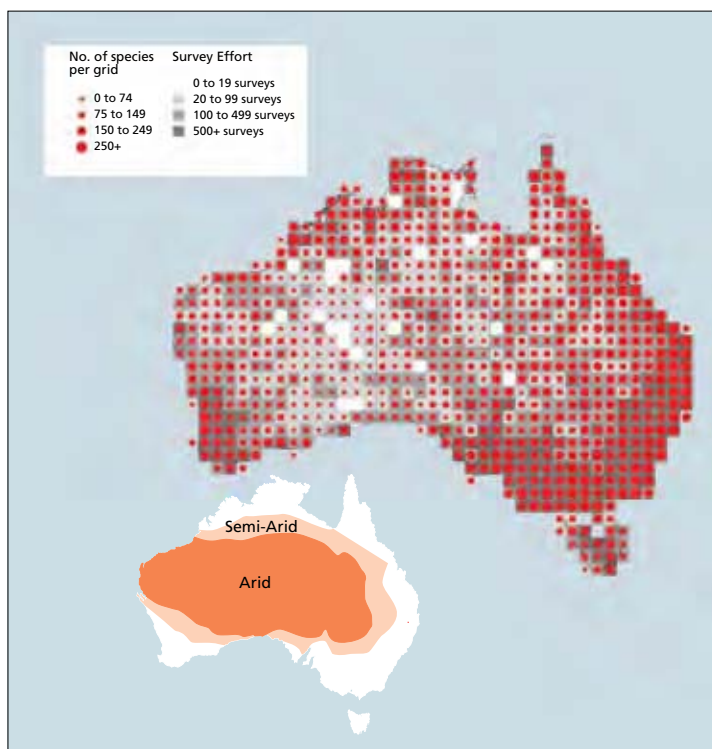 No. of species
per grid
0 to 74
75 to 149
150 to 249
250+
Survey Effort
0 to 19 surveys
20 to 99 surveys
100 to 499 surveys
500+ surveys
Semi-Arid
Arid